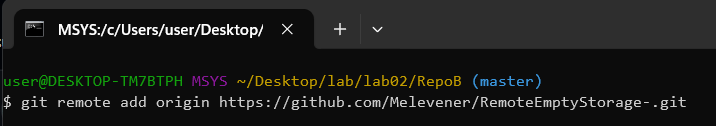 MSYS:/c/Users/user/Desktop/
user@DESKTOP-TM7BTPH MSYS ~/Desktop/lab/lab02/RepoB (master)
$ git remote add origin https://github.com/Melevener/RemoteEmptyStorage-.git